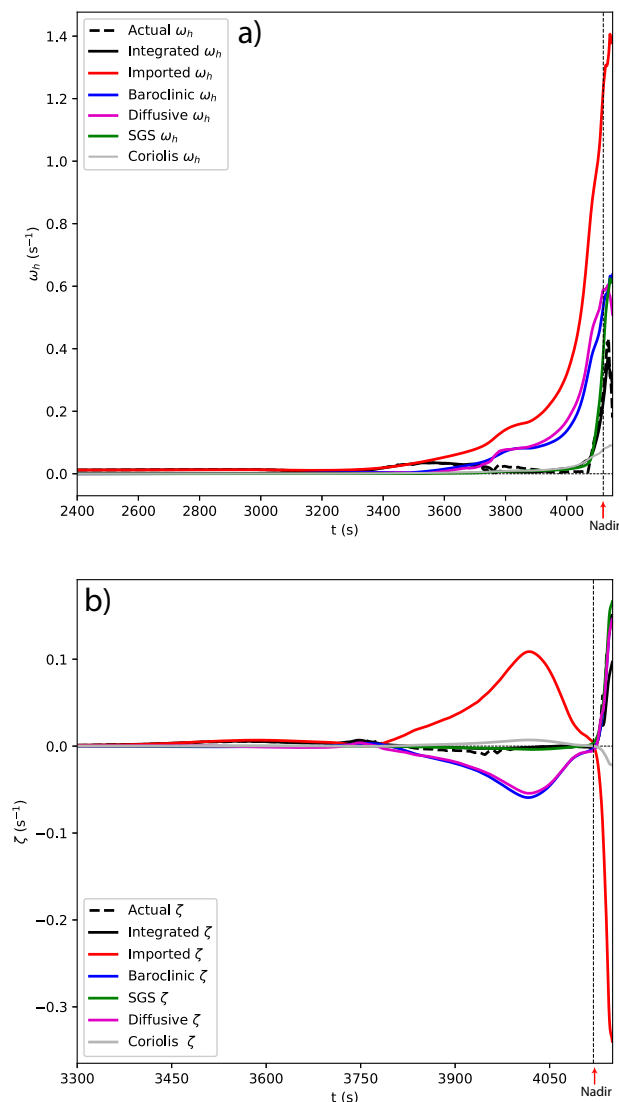 a)
Actual ωh
Integrated ωh
Imported ωh
Baroclinic ωh
Diffusive ωh
SGS ωh
Coriolis ωh
1.4
1.2
1.0
0.8
0.6
0.4
0.2
0.0
ωh (s−1)
2400 2600 2800 3000 3200 3400 3600 3800 4000
t (s)
Nadir
b)
0.1
0.0
−0.1
−0.2
−0.3
ζ (s−1)
Actual ζ
Integrated ζ
Imported ζ
Baroclinic ζ
SGS ζ
Diffusive ζ
Coriolis ζ
3300 3450 3600 3750 3900 4050
t (s)
Nadir